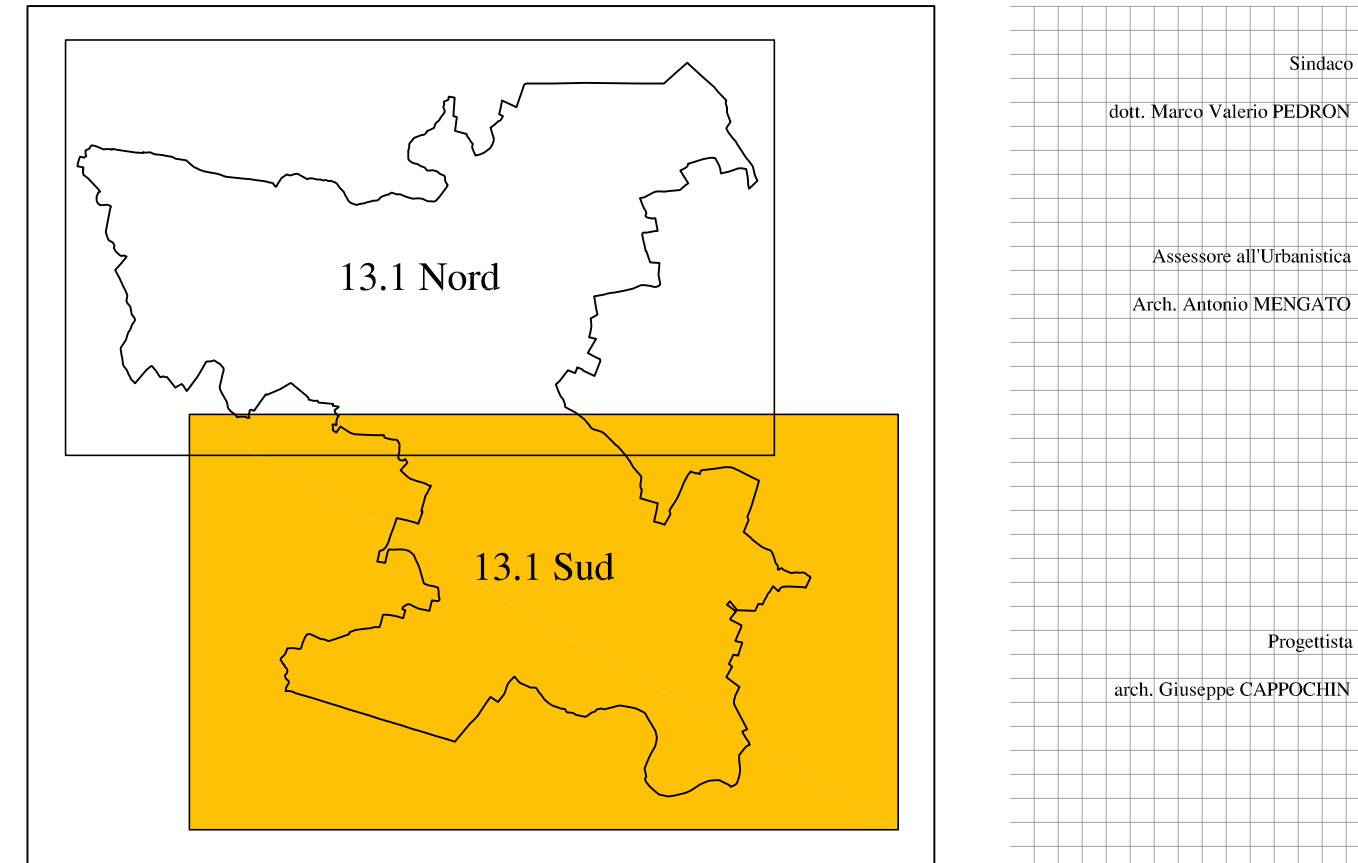 13.1 Nord
13.1 Sud
Sindaco
dott. Marco Valerio PEDRON
Assessore all'Urbanistica
Arch. Antonio MENGATO
Progettista
arch. Giuseppe CAPPOCHIN